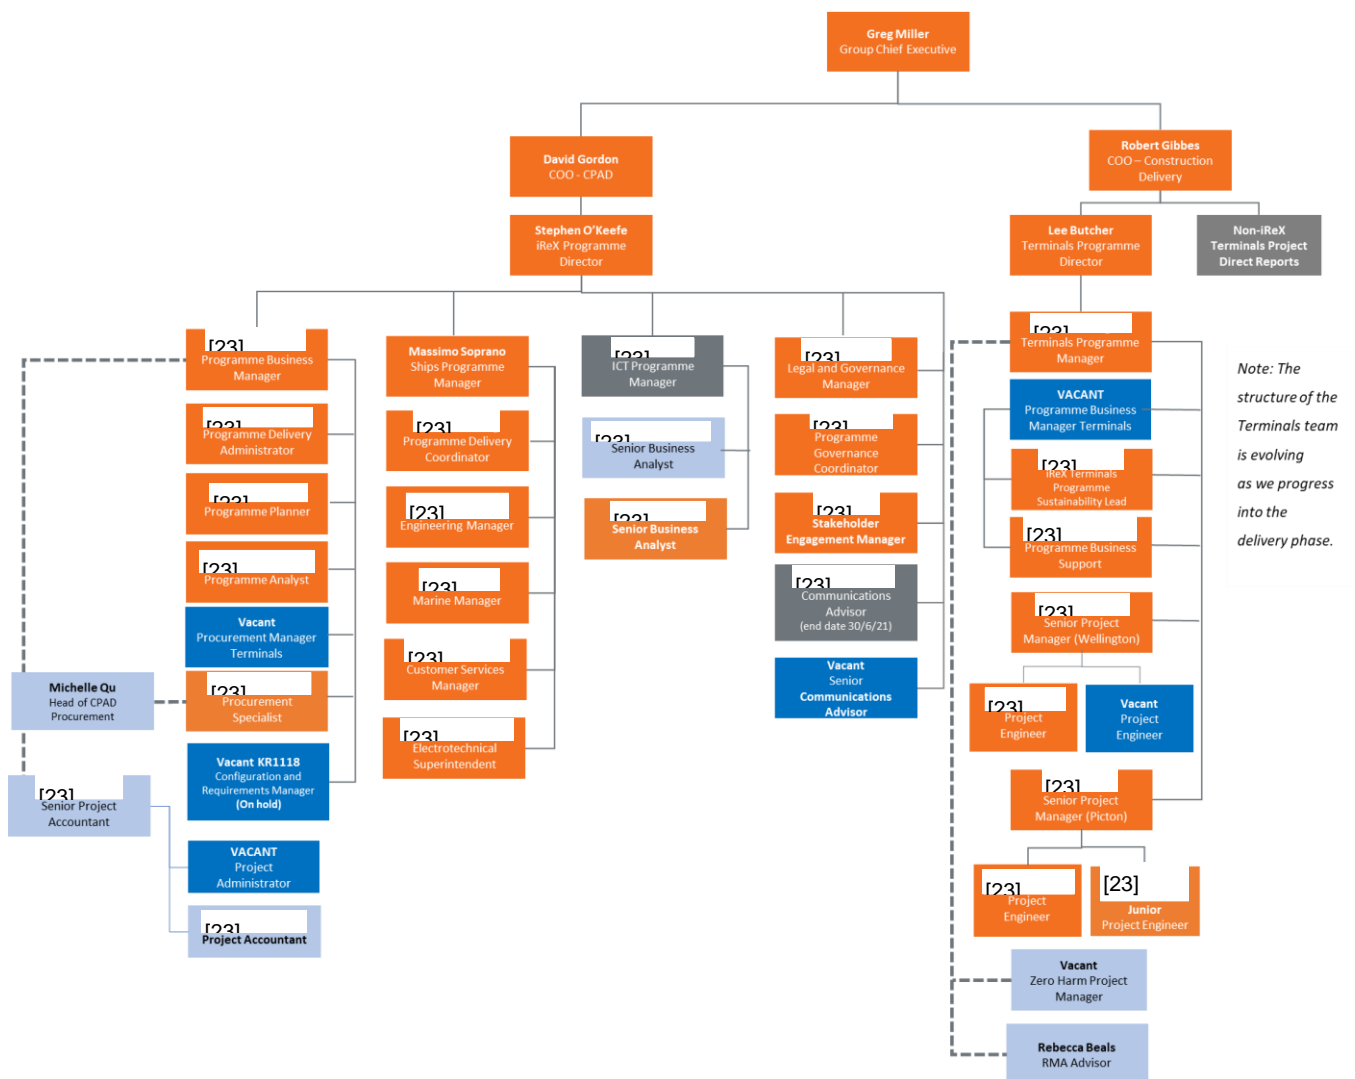 Greg Miller
Group Chief Executive
David Gordon
COO - CPAD
Robert Gibbes
COO – Construction
Delivery
Stephen O'Keefe
iReX Programme
Director
Lee Butcher
Terminals Programme
Director
Non-iReX
Terminals Project
Direct Reports
[23]
Programme Business
Manager
[23]
Programme Delivery
Administrator
[23]
Programme Planner
[23]
Programme Analyst
Vacant
Procurement Manager
Terminals
[23]
Procurement
Specialist
Vacant KR1118
Configuration and
Requirements Manager
(On hold)
Michelle Qu
Head of CPAD
Procurement
[23]
Senior Project
Accountant
VACANT
Project
Administrator
[23]
Project Accountant
Massimo Soprano
Ships Programme
Manager
[23]
Programme Delivery
Coordinator
[23]
Engineering Manager
[23]
Marine Manager
[23]
Customer Services
Manager
[23]
Electrotechnical
Superintendent
[23]
ICT Programme
Manager
[23]
Senior Business
Analyst
[23]
Senior Business
Analyst
[23]
Legal and Governance
Manager
[23]
Programme
Governance
Coordinator
[23]
Stakeholder
Engagement Manager
[23]
Communications
Advisor
(end date 30/6/21)
Vacant
Senior
Communications
Advisor
[23]
Terminals Programme
Manager
VACANT
Programme Business
Manager Terminals
[23]
iReX Terminals
Programme
Sustainability Lead
[23]
Programme Business
Support
[23]
Senior Project
Manager (Wellington)
[23]
Project
Engineer
Vacant
Project
Engineer
[23]
Senior Project
Manager (Picton)
[23]
Project
Engineer
[23]
Junior
Project Engineer
Vacant
Zero Harm Project
Manager
Rebecca Beals
RMA Advisor
Note: The
structure of the
Terminals team
is evolving
as we progress
into the
delivery phase.